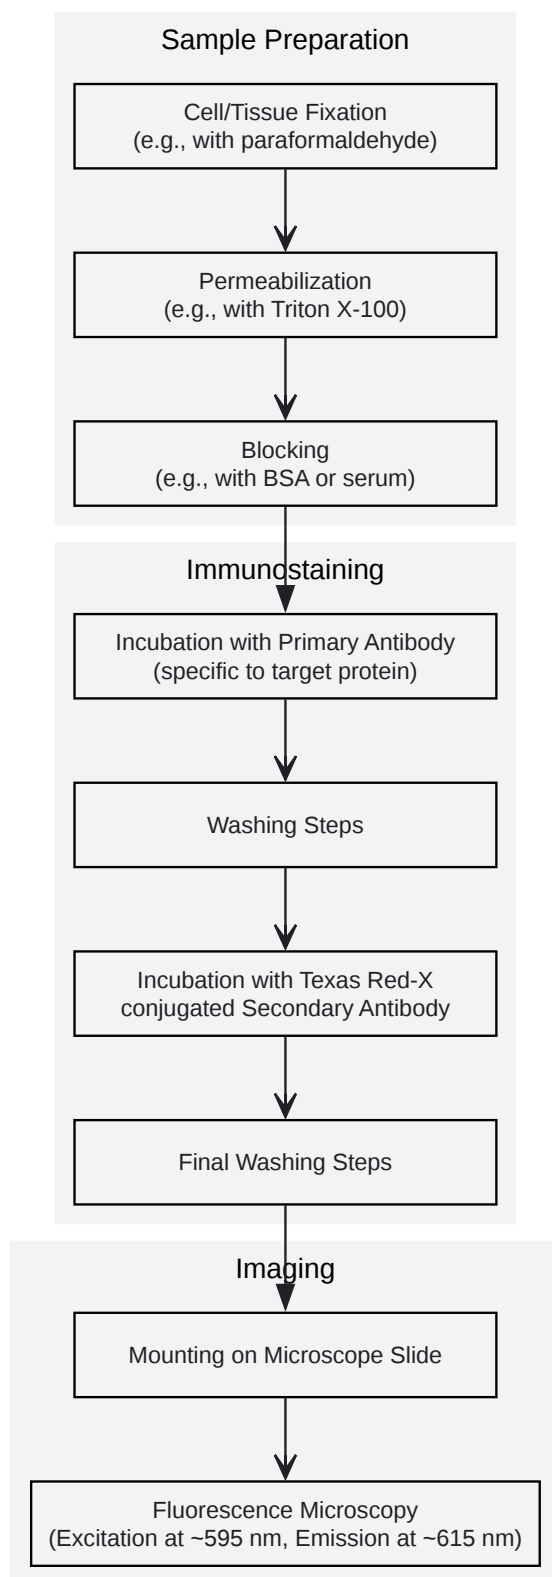 Sample Preparation
Cell/Tissue Fixation
(e.g., with paraformaldehyde)
Permeabilization
(e.g., with Triton X-100)
Blocking
(e.g., with BSA or serum)
Immunostaining
Incubation with Primary Antibody
(specific to target protein)
Washing Steps
Incubation with Texas Red-X
conjugated Secondary Antibody
Final Washing Steps
Imaging
Mounting on Microscope Slide
Fluorescence Microscopy
(Excitation at ~595 nm, Emission at ~615 nm)